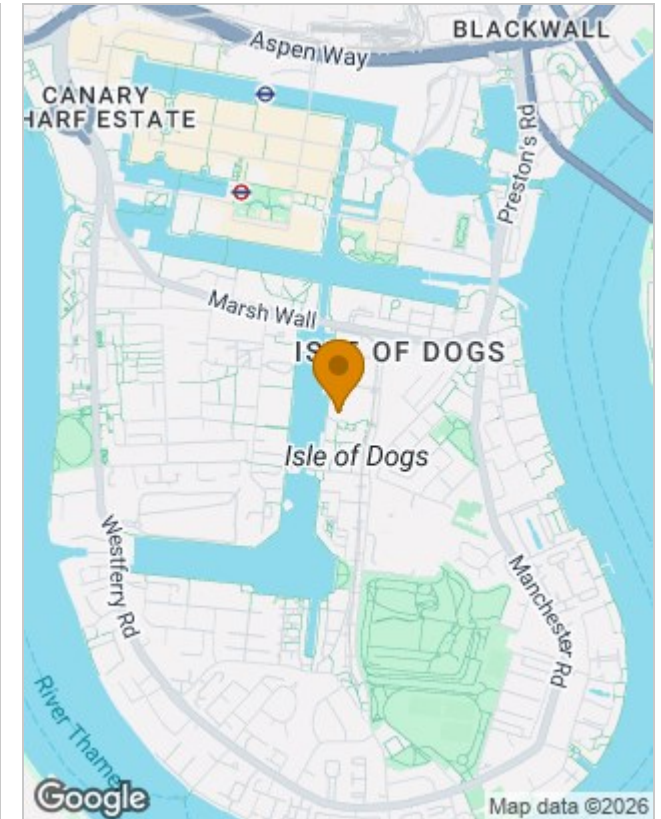 Aspen Way
BLACKWALL
CANARY
HARF ESTATE
Preston's Rd
Marsh Wall
OF DOGS
Isle of Dogs
Westferry Rd
Manchester Rd
River Thame
Google
Map data ©2026